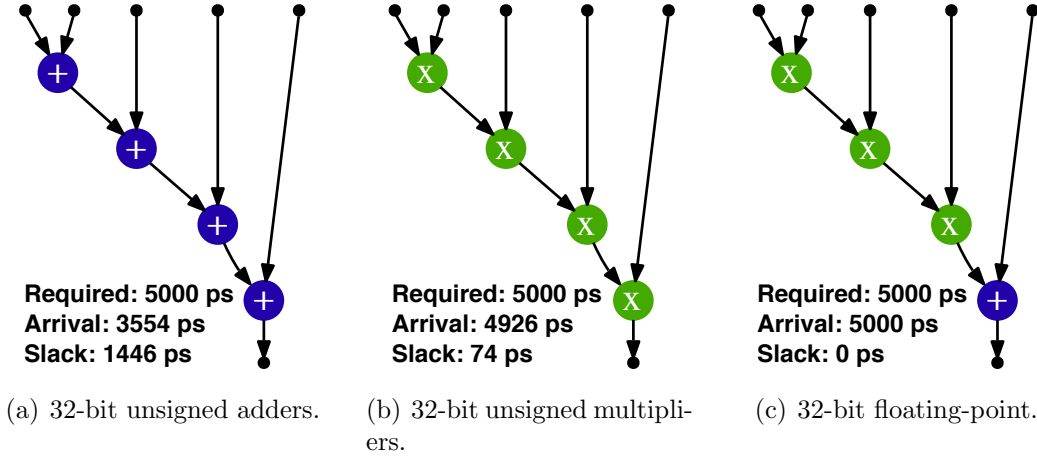 +
+
+
+
Required: 5000 ps
Arrival: 3554 ps
Slack: 1446 ps
(a) 32-bit unsigned adders.
x
x
x
x
Required: 5000 ps
Arrival: 4926 ps
Slack: 74 ps
(b) 32-bit unsigned multipli-
ers.
x
x
x
+
Required: 5000 ps
Arrival: 5000 ps
Slack: 0 ps
(c) 32-bit floating-point.